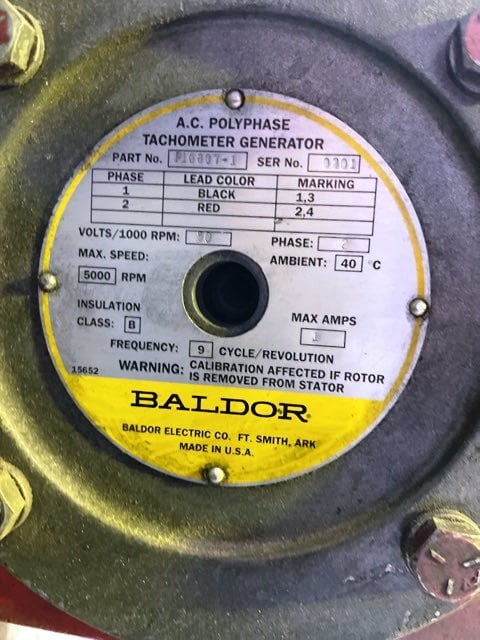 A.C. POLYPHASE
TACHOMETER GENERATOR
PART No. SER No. 0301
PHASE LEAD COLOR MARKING
1 BLACK 1,3
2 RED 2,4
VOLTS/1000 RPM: PHASE: 2
MAX. SPEED: AMBIENT: 40 °C
5000 RPM
INSULATION
CLASS: B MAX AMPS
FREQUENCY: 9 CYCLE/REVOLUTION
15652 WARNING: CALIBRATION AFFECTED IF ROTOR
IS REMOVED FROM STATOR
BALDOR
BALDOR ELECTRIC CO. FT. SMITH, ARK
MADE IN U.S.A.